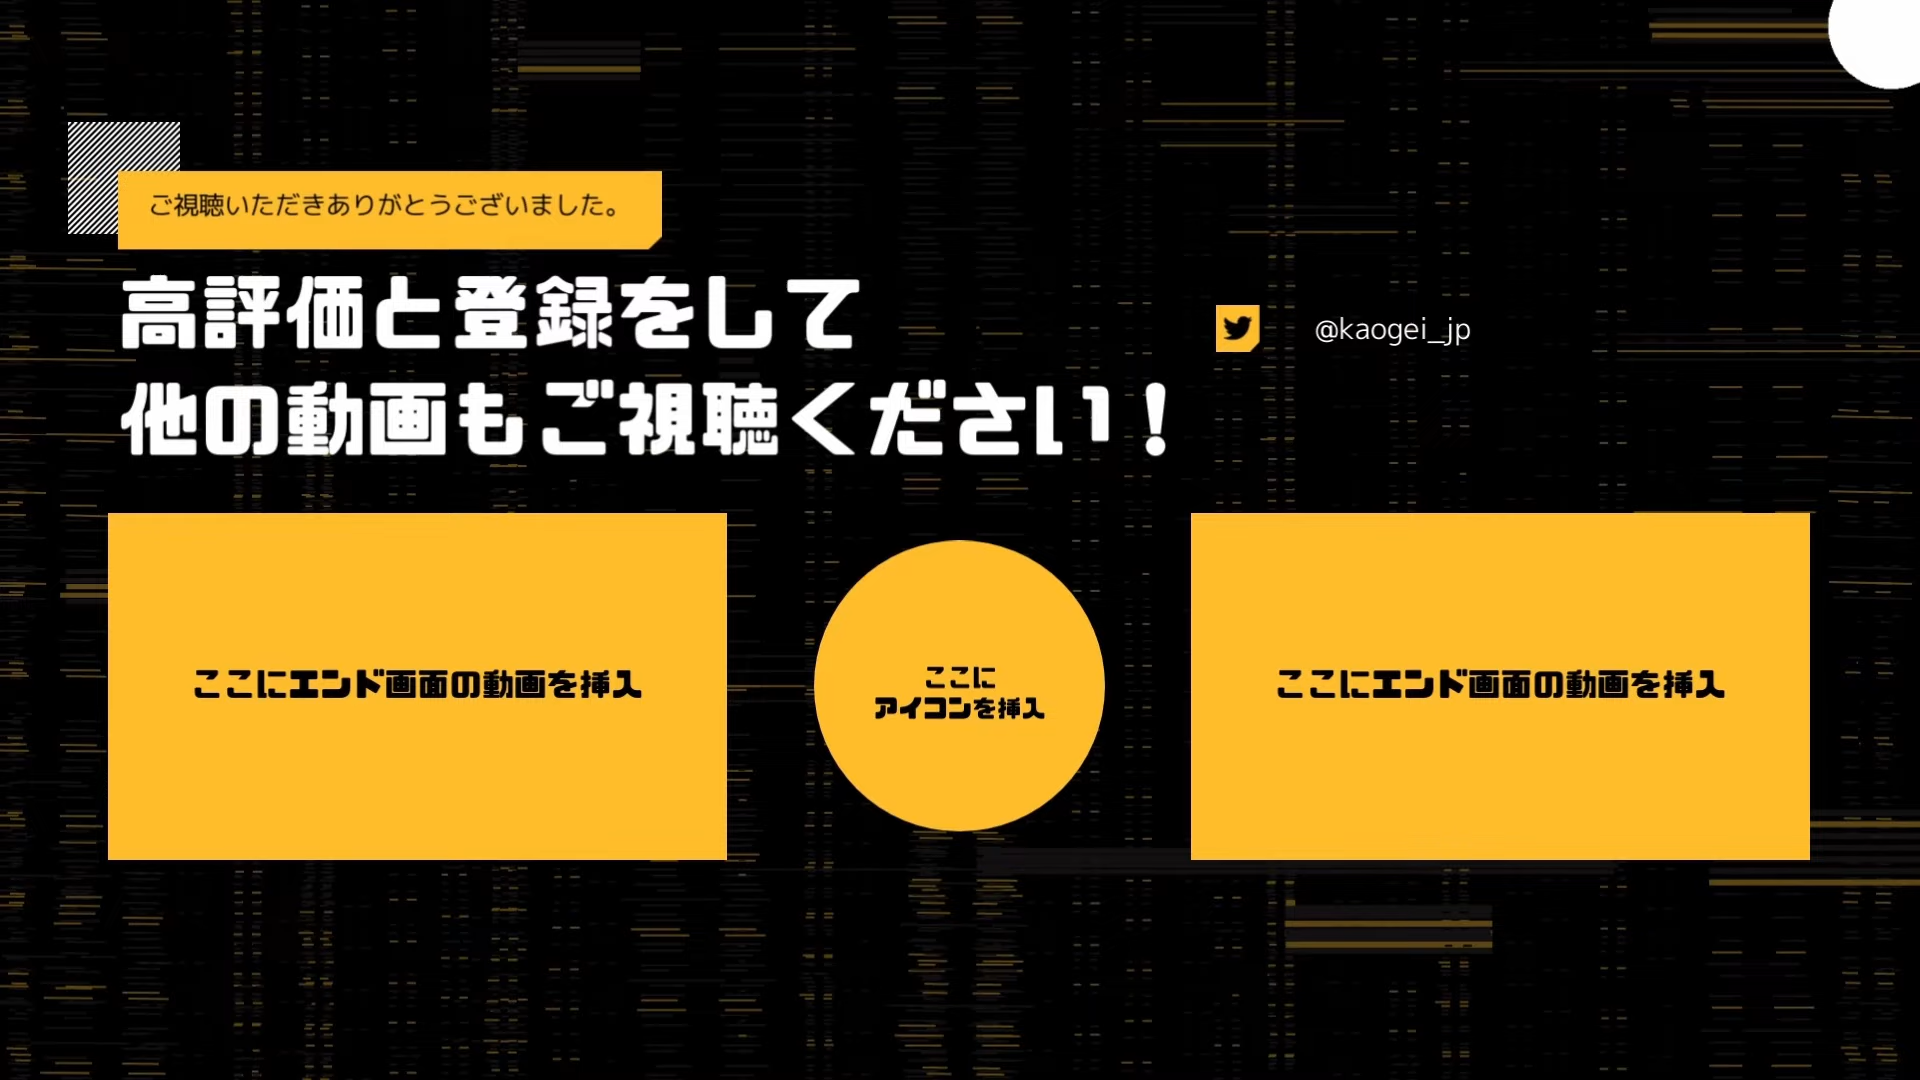 ご視聴いただきありがとうございました。
高評価と登録をして
他の動画もご視聴ください！
@kaogei_jp
ここにエンド画面の動画を挿入
ここに
アイコンを挿入
ここにエンド画面の動画を挿入